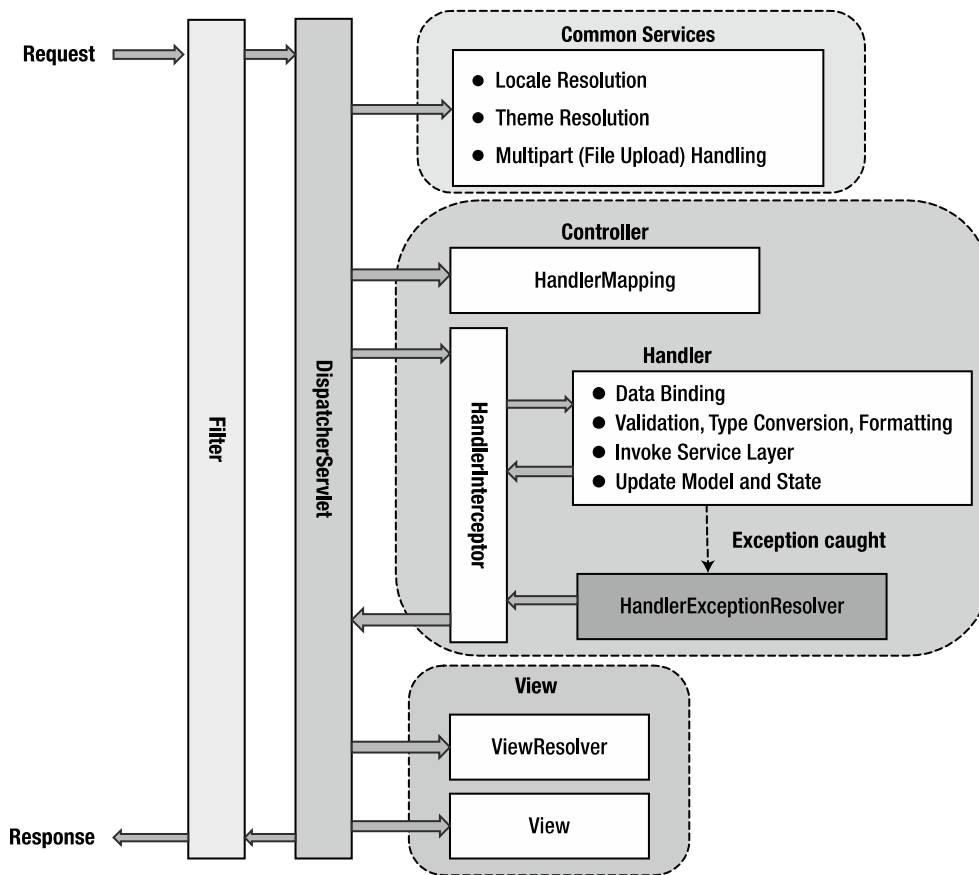 Request
Filter
DispatcherServlet
Common Services
● Locale Resolution
● Theme Resolution
● Multipart (File Upload) Handling
Controller
HandlerMapping
HandlerInterceptor
Handler
● Data Binding
● Validation, Type Conversion, Formatting
● Invoke Service Layer
● Update Model and State
Exception caught
HandlerExceptionResolver
View
ViewResolver
View
Response